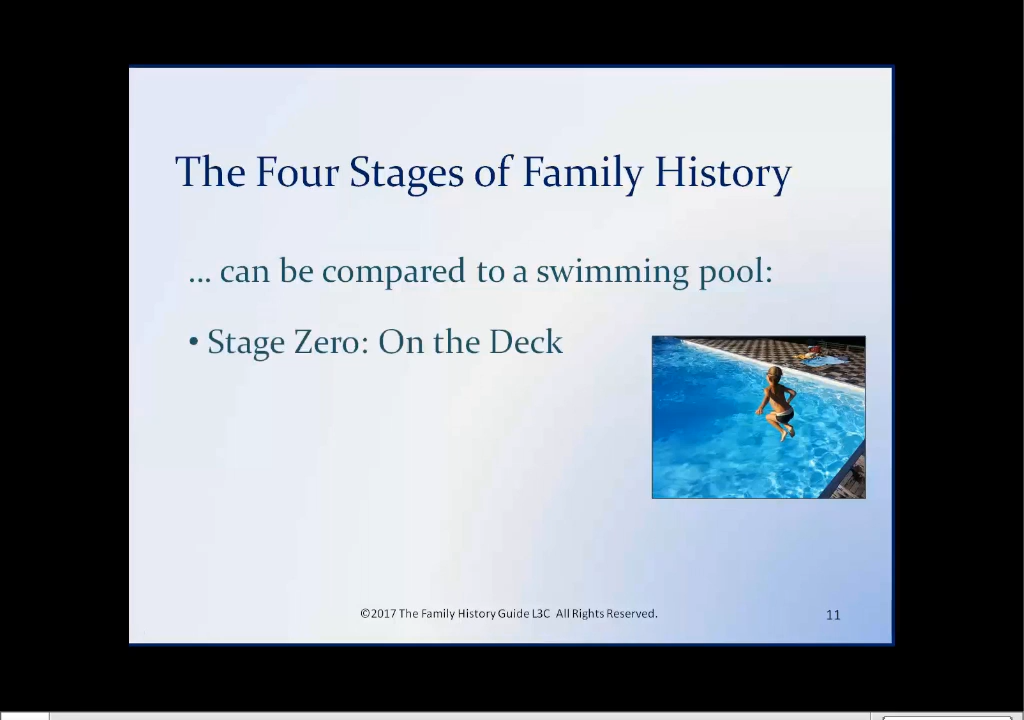 The Four Stages of Family History
... can be compared to a swimming pool:
• Stage Zero: On the Deck
©2017 The Family History Guide L3C All Rights Reserved.
11